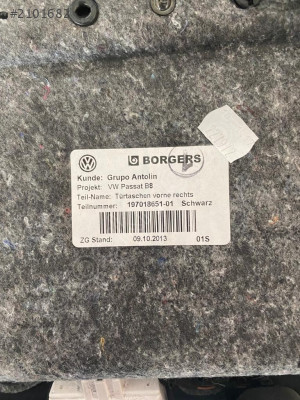 #2101682
BORGERS
Kunde: Grupo Antolin
Projekt: VW Passat B8
Teil-Name: Türtaschen vorne rechts
Teilnummer: 197018651-01 Schwarz
ZG Stand: 09.10.2013 01S